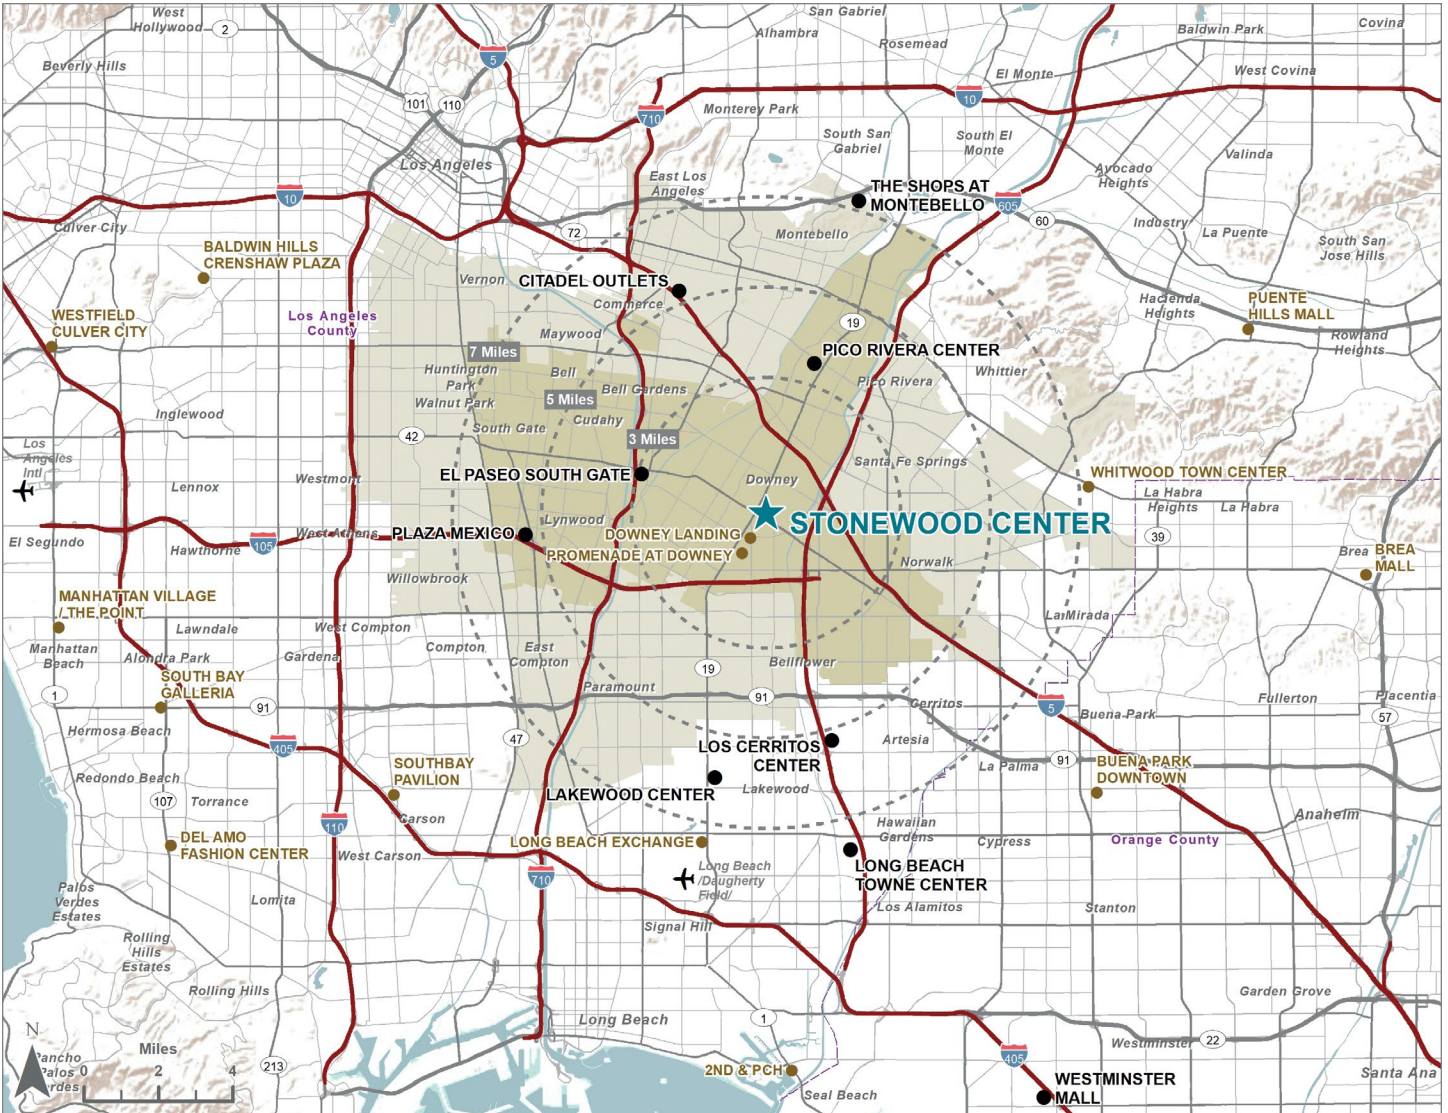 West
Hollywood
2
Beverly Hills
5
101
110
Los Angeles
San Gabriel
Alhambra
Rosemead
El Monte
Baldwin Park
Covina
West Covina
10
710
Monterey Park
South San
Gabriel
South El
Monte
Avocado
Heights
Valinda
East Los
Angeles
THE SHOPS AT
MONTEBELLO
605
60
10
72
Culver City
Montebello
Industry
La Puente
South San
Jose Hills
BALDWIN HILLS
CRENSHAW PLAZA
Vernon
CITADEL OUTLETS
Commerce
Hacienda
Heights
PUENTE
HILLS MALL
Rowland
Heights
WESTFIELD
CULVER CITY
Los Angeles
County
Maywood
19
7 Miles
PICO RIVERA CENTER
Huntington
Park
Bell
Bell Gardens
Pico Rivera
Whittier
Walnut Park
5 Miles
Inglewood
Cudahy
South Gate
42
3 Miles
Los
Angeles
Intl
Lennox
Westmont
EL PASEO SOUTH GATE
Downey
Santa Fe Springs
WHITWOOD TOWN CENTER
La Habra
Heights
La Habra
El Segundo
Hawthorne
105
West Athens
PLAZA MEXICO
Lynwood
STONEWOOD CENTER
DOWNEY LANDING
PROMENADE AT DOWNEY
39
Norwalk
Brea
BREA
MALL
Willowbrook
MANHATTAN VILLAGE
/ THE POINT
Lawndale
West Compton
La Mirada
Manhattan
Beach
Alondra Park
Gardena
Compton
East
Compton
19
Bellflower
SOUTH BAY
GALLERIA
Paramount
91
1
91
Cerritos
5
Buena Park
Fullerton
Placentia
57
Hermosa Beach
405
47
LOS CERRITOS
CENTER
Artesia
La Palma
91
BUENA PARK
DOWNTOWN
SOUTHBAY
PAVILION
Redondo Beach
107
Torrance
LAKEWOOD CENTER
Lakewood
Carson
110
Hawaiian
Gardens
Cypress
Orange County
Anaheim
DEL AMO
FASHION CENTER
West Carson
LONG BEACH EXCHANGE
710
Long Beach
/Daugherty
Field/
LONG BEACH
TOWNE CENTER
Palos
Verdes
Estates
Lomita
Los Alamitos
Stanton
Signal Hill
Rolling
Hills
Estates
Rolling Hills
Garden Grove
Long Beach
1
Westminster
22
405
N
Miles
0 2 4
Rancho
Palos
Verdes
213
2ND & PCH
Seal Beach
WESTMINSTER
MALL
Santa Ana